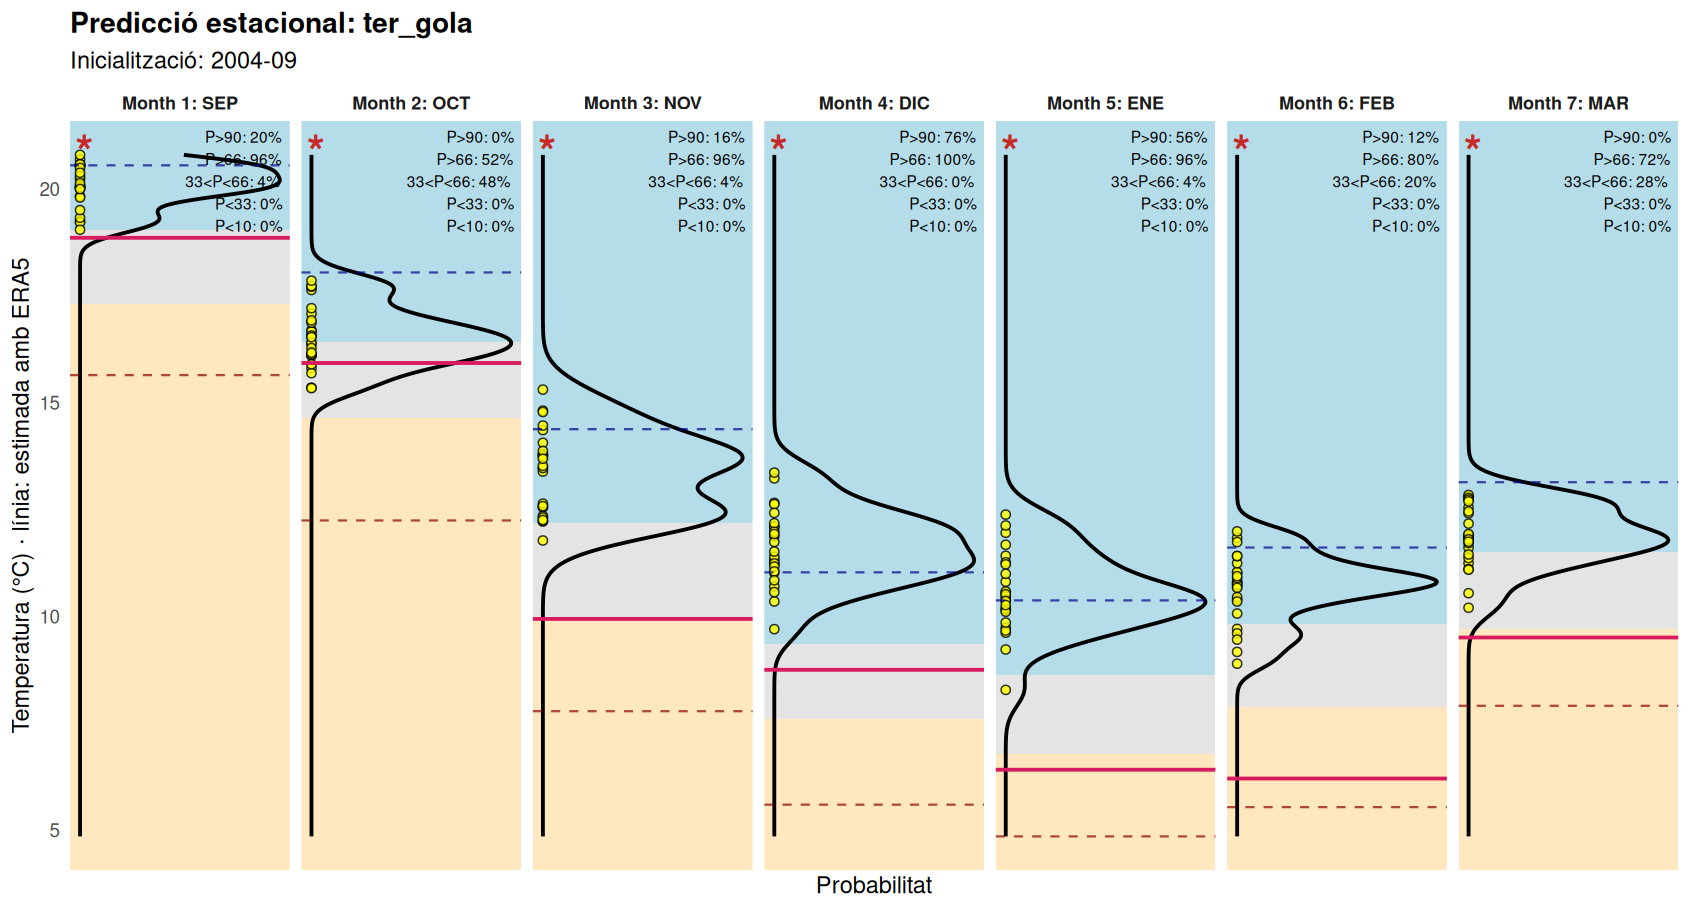 Predicció estacional: ter_gola
Inicialització: 2004-09
Month 1: SEP
Month 2: OCT
Month 3: NOV
Month 4: DIC
Month 5: ENE
Month 6: FEB
Month 7: MAR
*
P>90: 20%
P>66: 96%
33<P<66: 4%
P<33: 0%
P<10: 0%
*
P>90: 0%
P>66: 52%
33<P<66: 48%
P<33: 0%
P<10: 0%
*
P>90: 16%
P>66: 96%
33<P<66: 4%
P<33: 0%
P<10: 0%
*
P>90: 76%
P>66: 100%
33<P<66: 0%
P<33: 0%
P<10: 0%
*
P>90: 56%
P>66: 96%
33<P<66: 4%
P<33: 0%
P<10: 0%
*
P>90: 12%
P>66: 80%
33<P<66: 20%
P<33: 0%
P<10: 0%
*
P>90: 0%
P>66: 72%
33<P<66: 28%
P<33: 0%
P<10: 0%
20
15
10
5
Temperatura (°C) · línia: estimada amb ERA5
Probabilitat